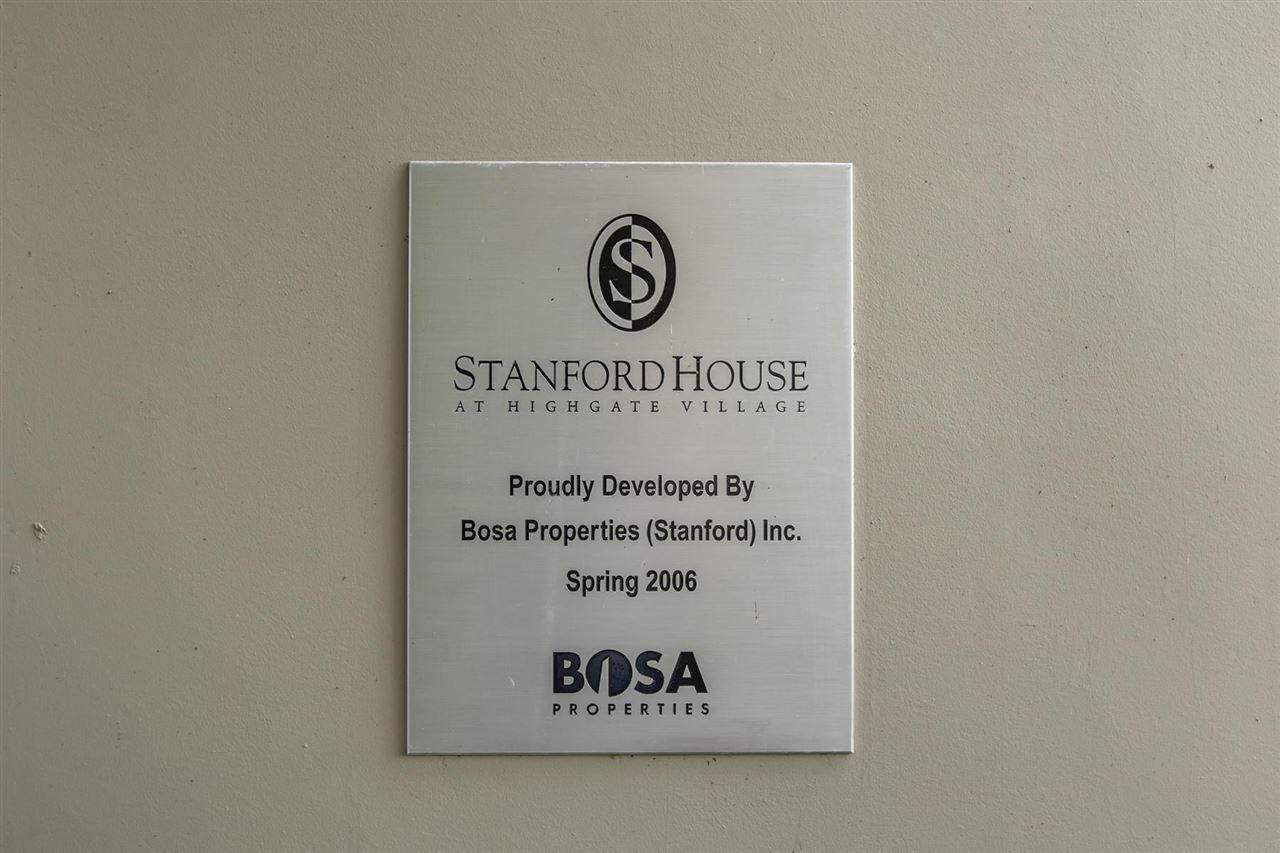 S
STANFORD HOUSE
AT HIGHGATE VILLAGE
Proudly Developed By
Bosa Properties (Stanford) Inc.
Spring 2006
BOSA
PROPERTIES